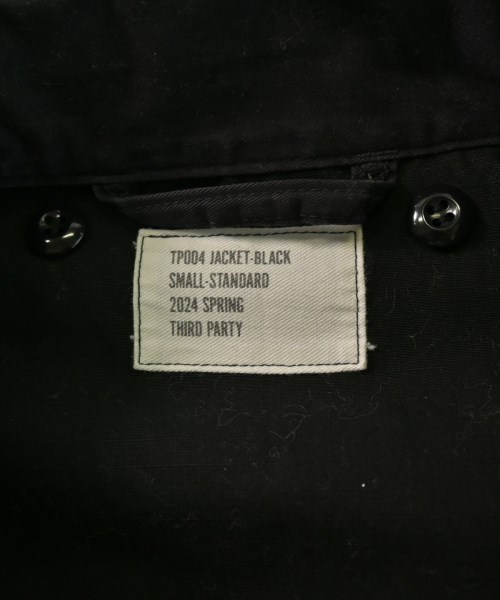 TP004 JACKET-BLACK
SMALL-STANDARD
2024 SPRING
THIRD PARTY